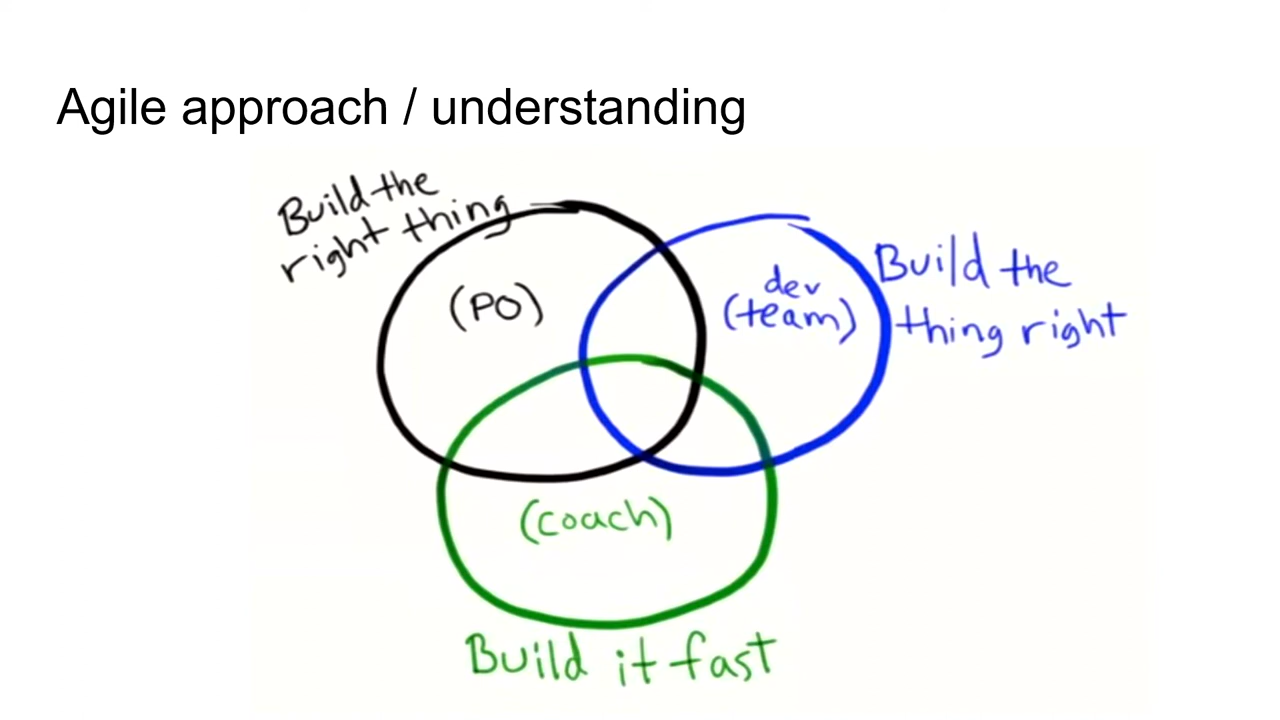 Agile approach / understanding
Build the
right thing
(PO)
dev
(team)
Build the
thing right
(coach)
Build it fast